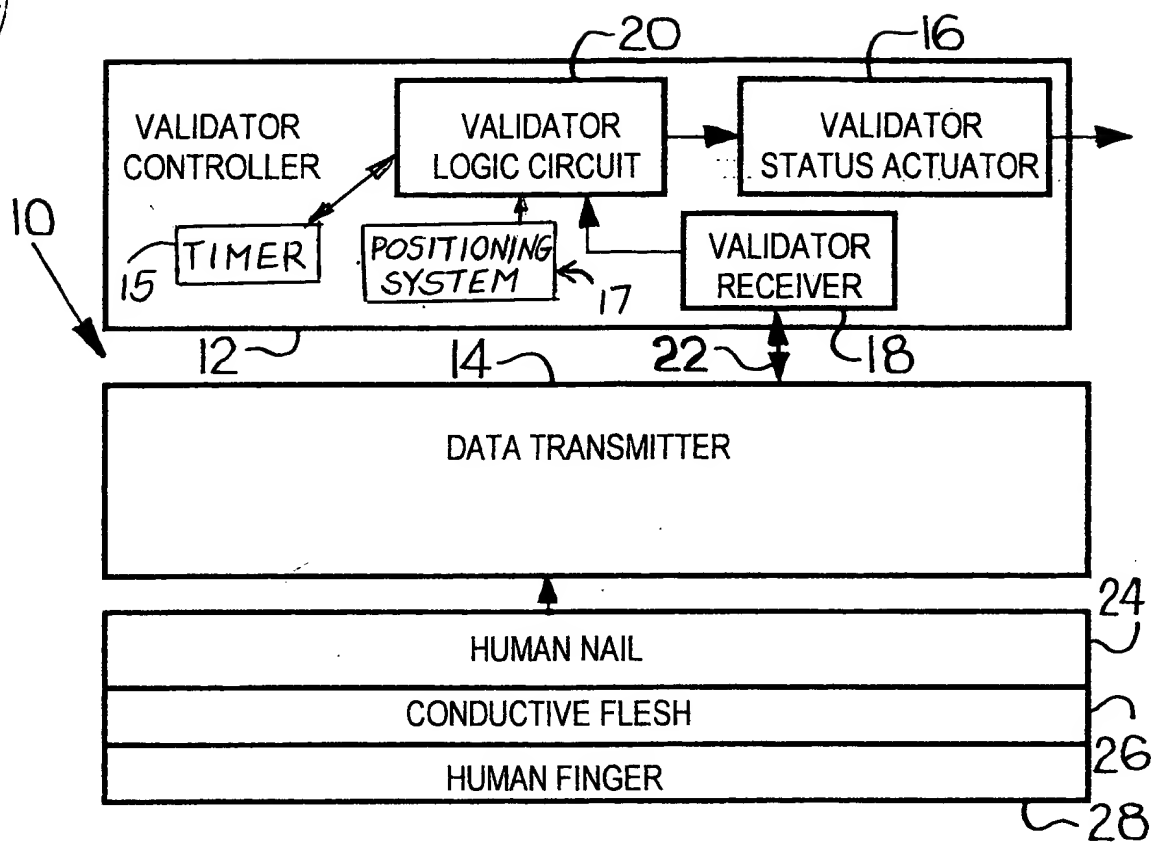 20
16
VALIDATOR
CONTROLLER
VALIDATOR
LOGIC CIRCUIT
VALIDATOR
STATUS ACTUATOR
10
15
TIMER
POSITIONING
SYSTEM
17
VALIDATOR
RECEIVER
12
14
22
18
DATA TRANSMITTER
24
HUMAN NAIL
CONDUCTIVE FLESH
26
HUMAN FINGER
28